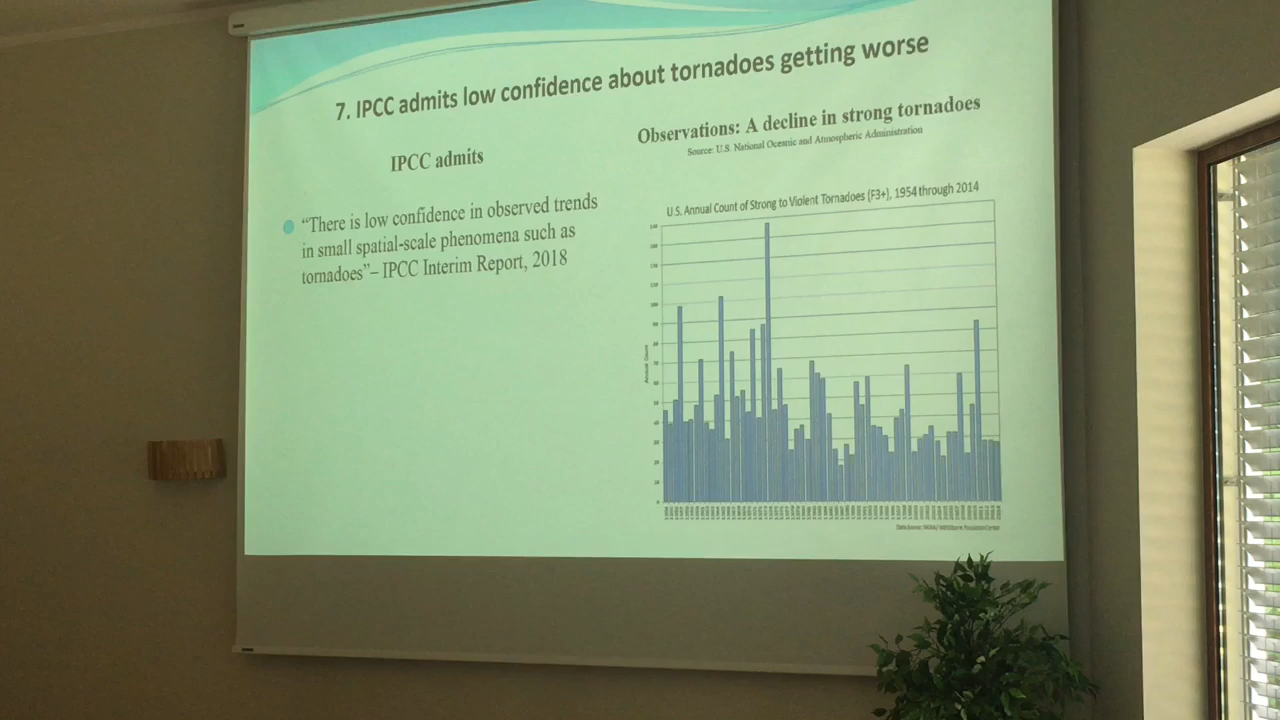 7. IPCC admits low confidence about tornadoes getting worse
IPCC admits
"There is low confidence in observed trends
in small spatial-scale phenomena such as
tornadoes"– IPCC Interim Report, 2018
Observations: A decline in strong tornadoes
Source: U.S. National Oceanic and Atmospheric Administration
U.S. Annual Count of Strong to Violent Tornadoes (F3+), 1954 through 2014
Annual Count